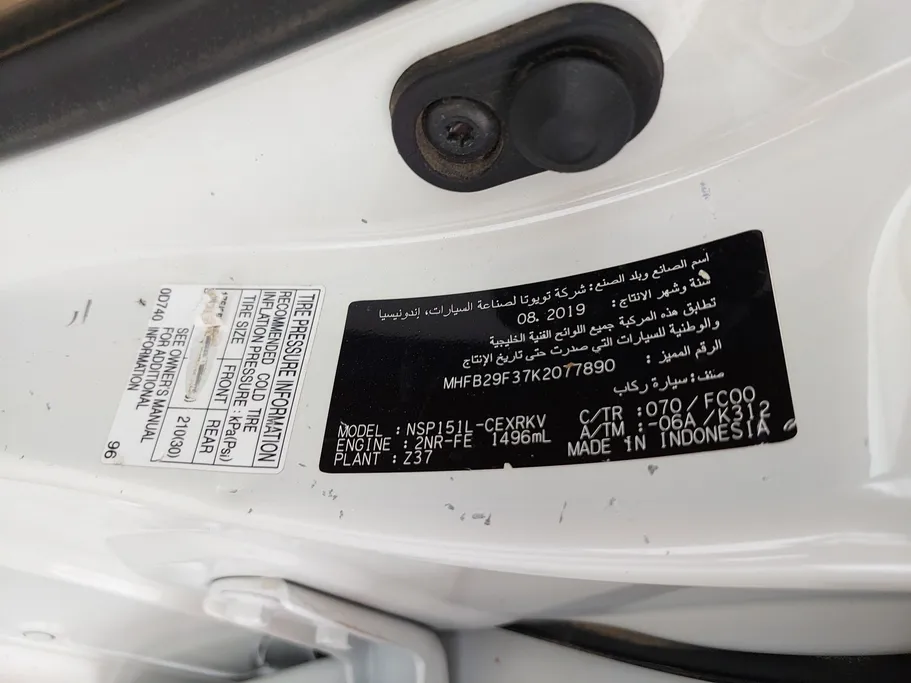 اسم الصانع وبلد الصنع: شركة تويوتا لصناعة السيارات، إندونيسيا
سنة وشهر الانتاج: 08. 2019
تطابق هذه المركبة جميع اللوائح الفنية الخليجية
والوطنية للسيارات التي صدرت حتى تاريخ الإنتاج
الرقم المميز : MHFB29F37K2077890
صنف: سيارة ركاب
MODEL : NSP151L-CEXRKV C/TR :070/FC00
ENGINE : 2NR-FE 1496mL A/TM :-06A/K312
PLANT : Z37 MADE IN INDONESIA
TIRE PRESSURE INFORMATION
RECOMMENDED COLD TIRE
INFLATION PRESSURE : kPa(Psi)
TIRE SIZE FRONT REAR
210(30)
SEE OWNER'S MANUAL
FOR ADDITIONAL
INFORMATION
0D740 96